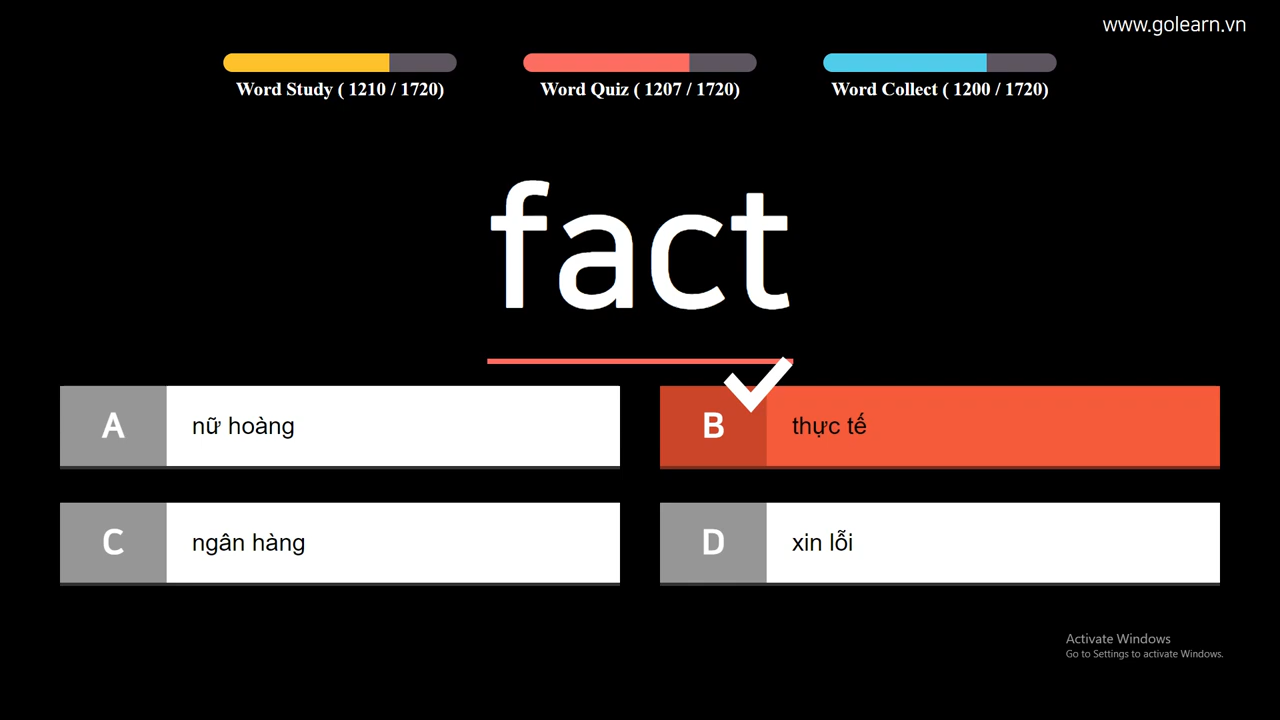 www.golearn.vn
Word Study ( 1210 / 1720)
Word Quiz ( 1207 / 1720)
Word Collect ( 1200 / 1720)
fact
A nữ hoàng
B thực tế
C ngân hàng
D xin lỗi
Activate Windows
Go to Settings to activate Windows.